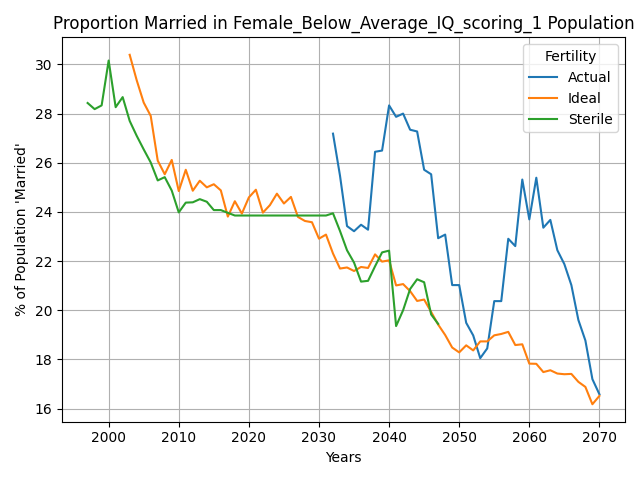 Proportion Married in Female_Below_Average_IQ_scoring_1 Population
Fertility
Actual
Ideal
Sterile
% of Population 'Married'
30
28
26
24
22
20
18
16
2000 2010 2020 2030 2040 2050 2060 2070
Years